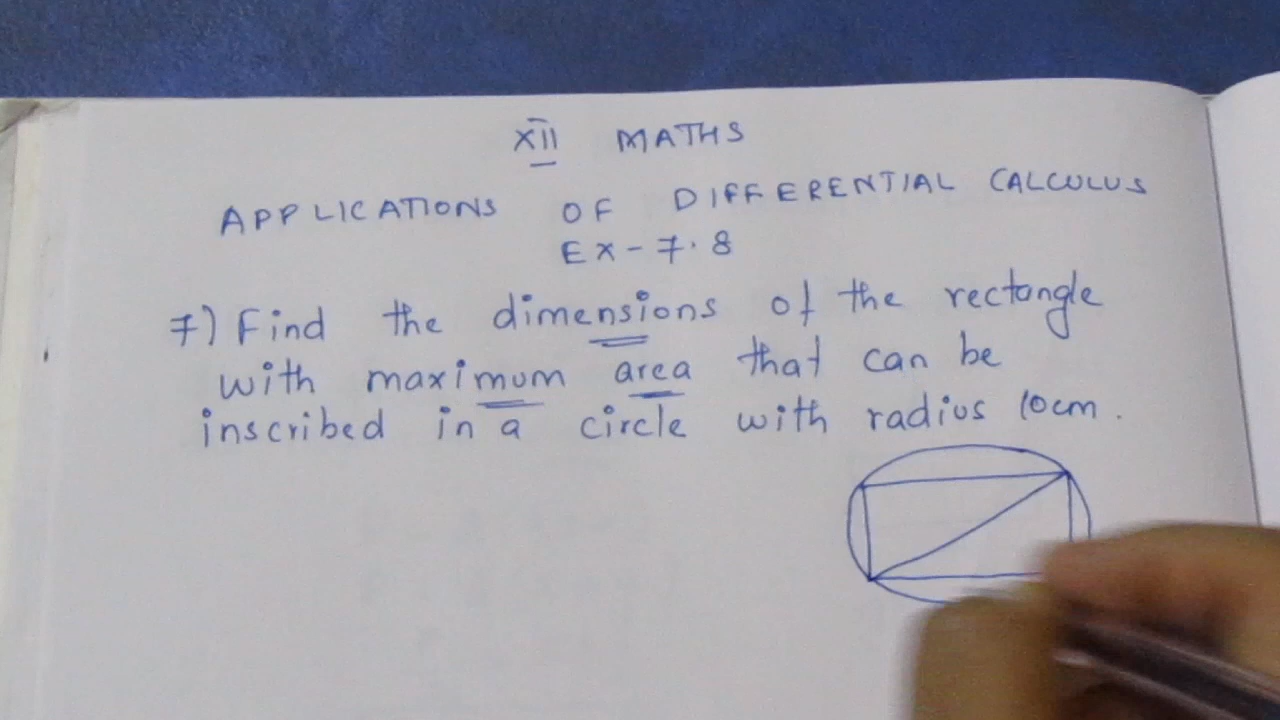 XII MATHS
APPLICATIONS OF DIFFERENTIAL CALCULUS
EX-7.8
7) Find the dimensions of the rectangle
with maximum area that can be
inscribed in a circle with radius 10cm.